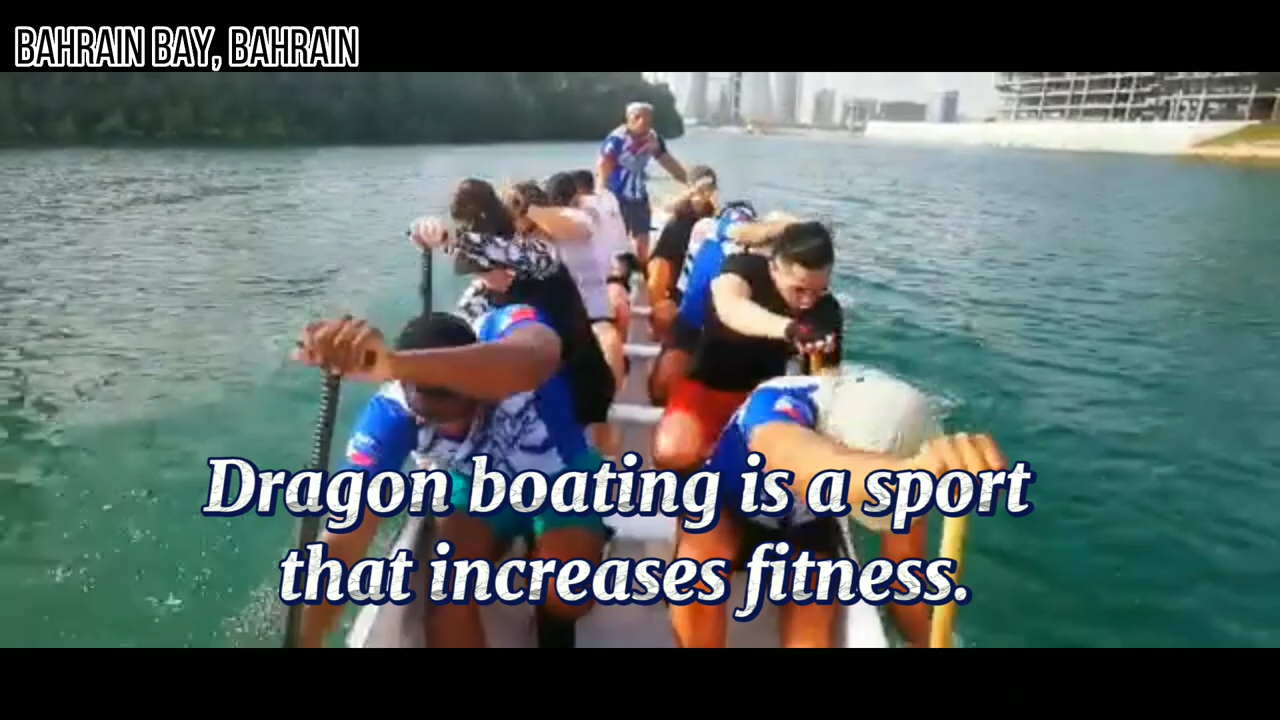 BAHRAIN BAY, BAHRAIN
Dragon boating is a sport
that increases fitness.